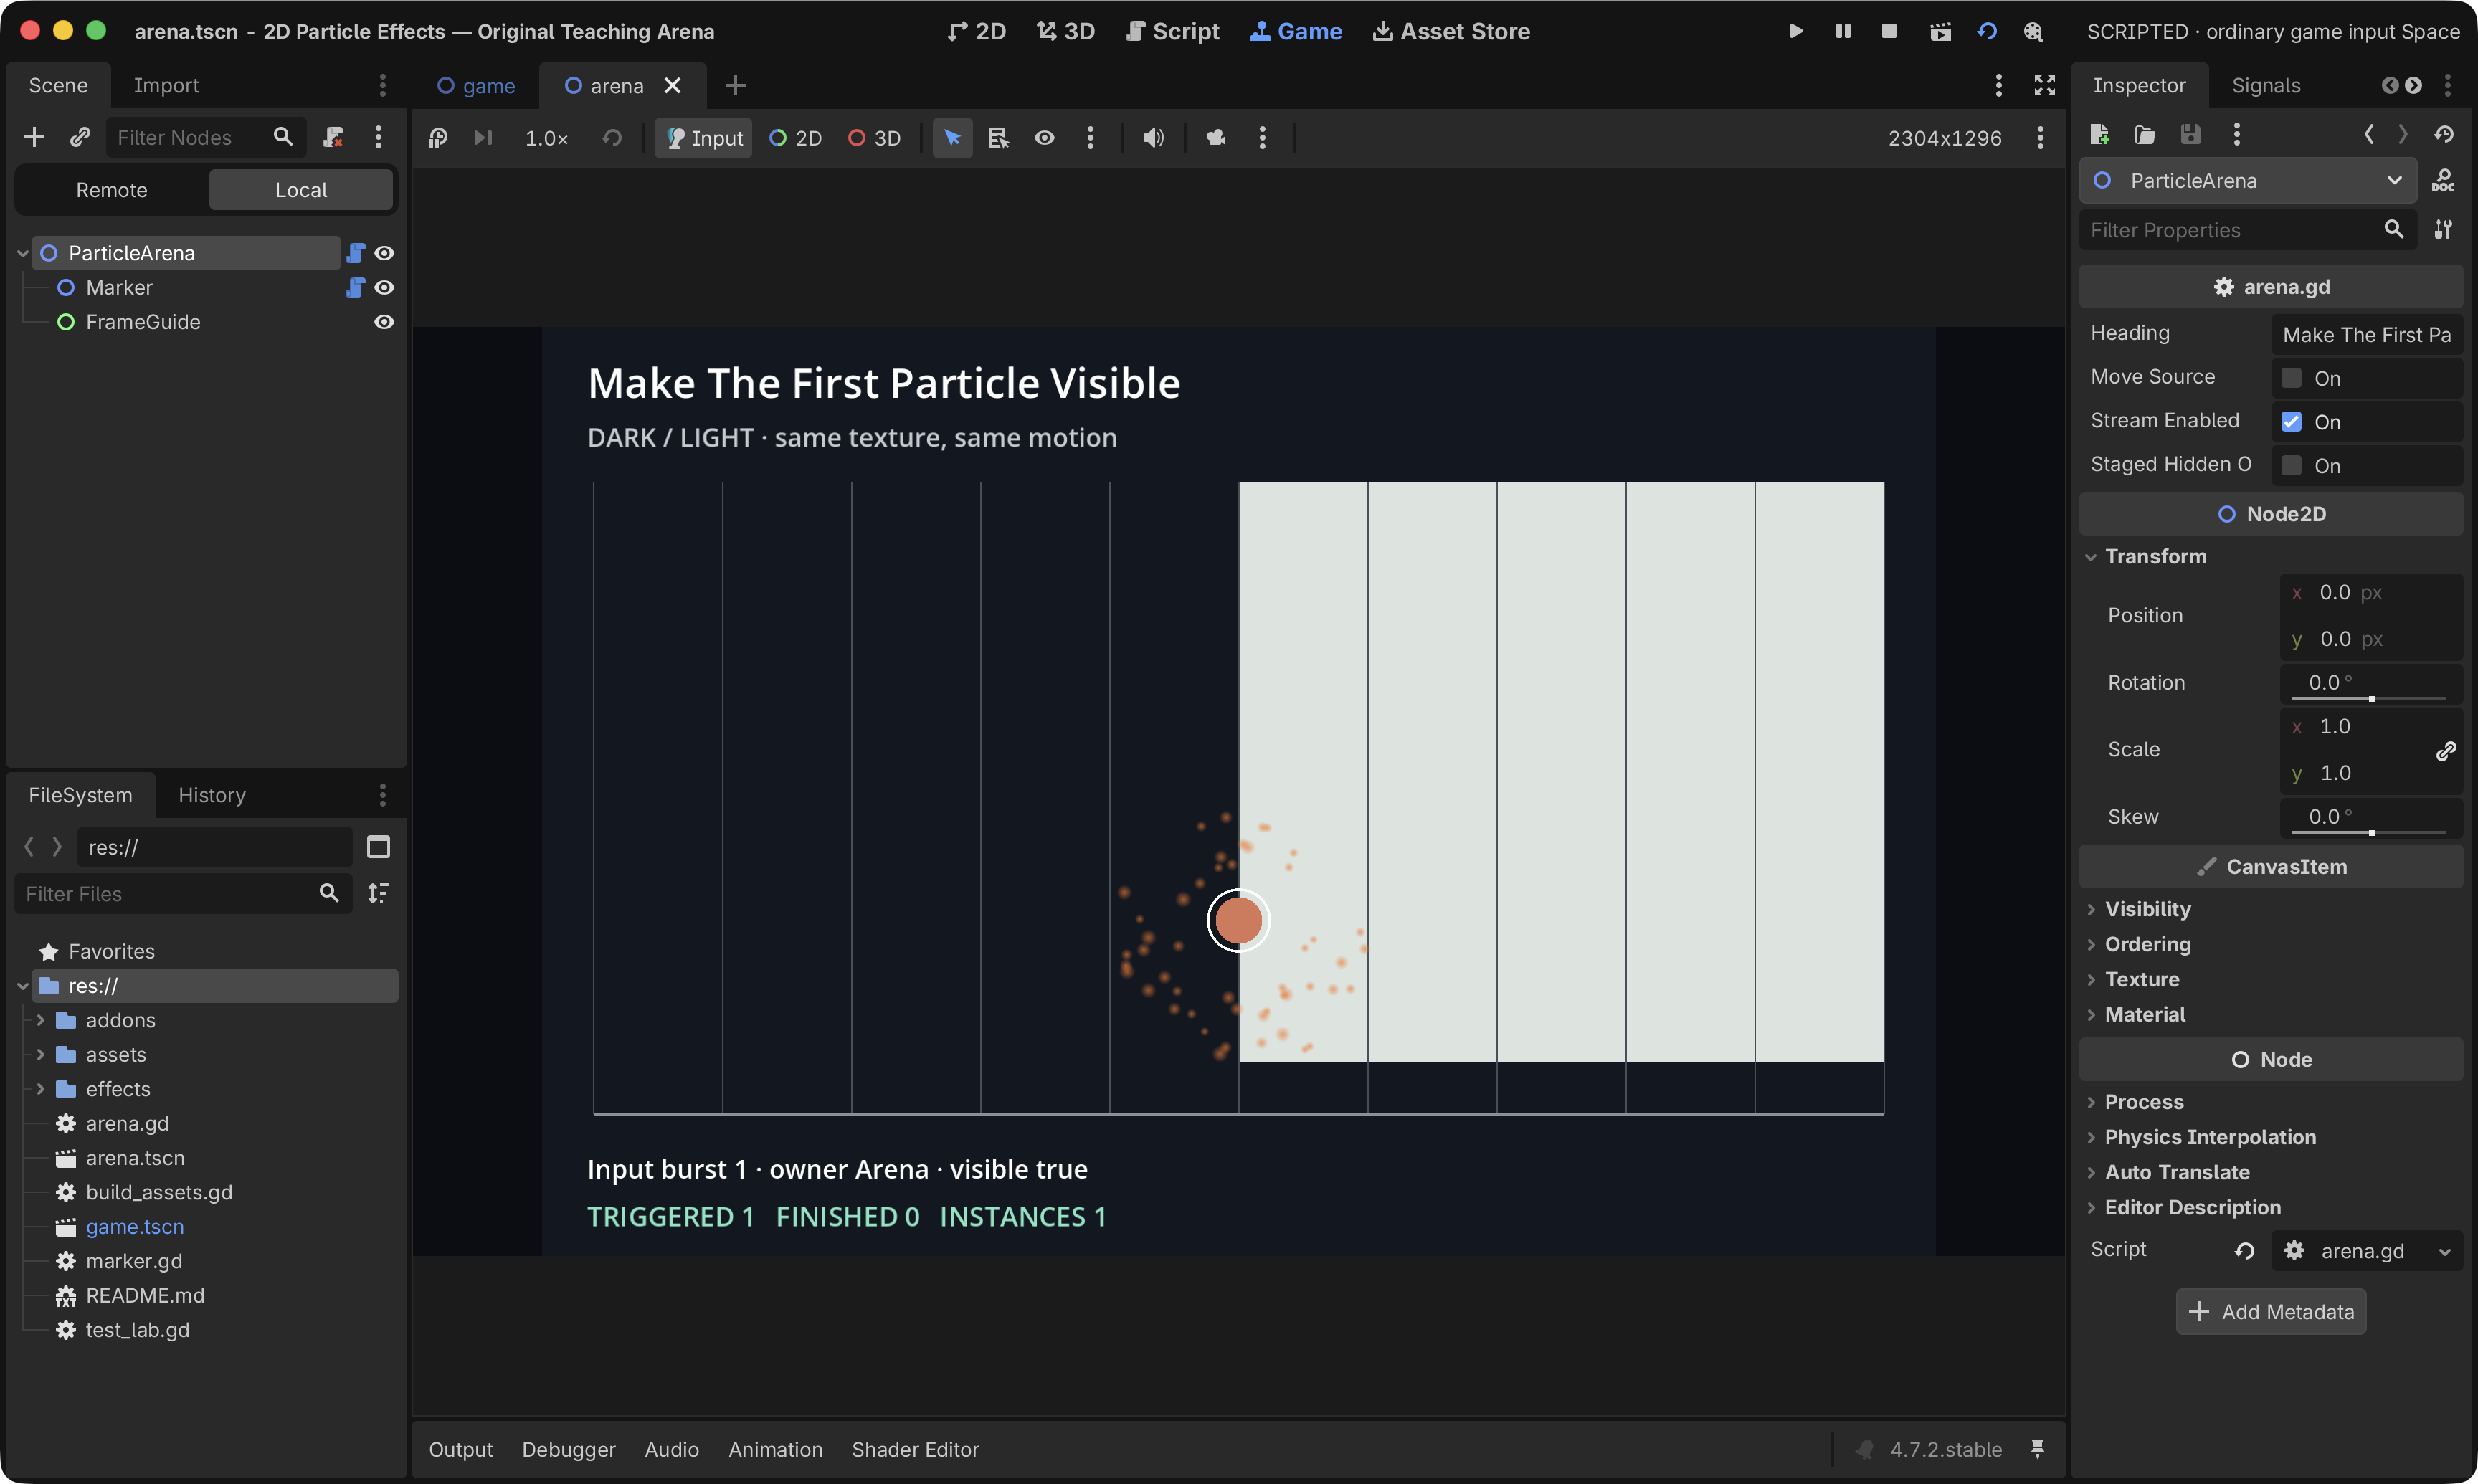 arena.tscn - 2D Particle Effects — Original Teaching Arena
2D
3D
Script
Game
Asset Store
SCRIPTED · ordinary game input Space
Scene
Import
Filter Nodes
Remote
Local
ParticleArena
Marker
FrameGuide
FileSystem
History
res://
Filter Files
Favorites
res://
addons
assets
effects
arena.gd
arena.tscn
build_assets.gd
game.tscn
marker.gd
README.md
test_lab.gd
game
arena
1.0×
Input
2D
3D
2304x1296
Make The First Particle Visible
DARK / LIGHT · same texture, same motion
Input burst 1 · owner Arena · visible true
TRIGGERED 1 FINISHED 0 INSTANCES 1
Output
Debugger
Audio
Animation
Shader Editor
4.7.2.stable
Inspector
Signals
ParticleArena
DOC
Filter Properties
arena.gd
Heading
Make The First Pa
Move Source
On
Stream Enabled
On
Staged Hidden O
On
Node2D
Transform
Position
x 0.0 px
y 0.0 px
Rotation
0.0 °
Scale
x 1.0
y 1.0
Skew
0.0 °
CanvasItem
Visibility
Ordering
Texture
Material
Node
Process
Physics Interpolation
Auto Translate
Editor Description
Script
arena.gd
Add Metadata